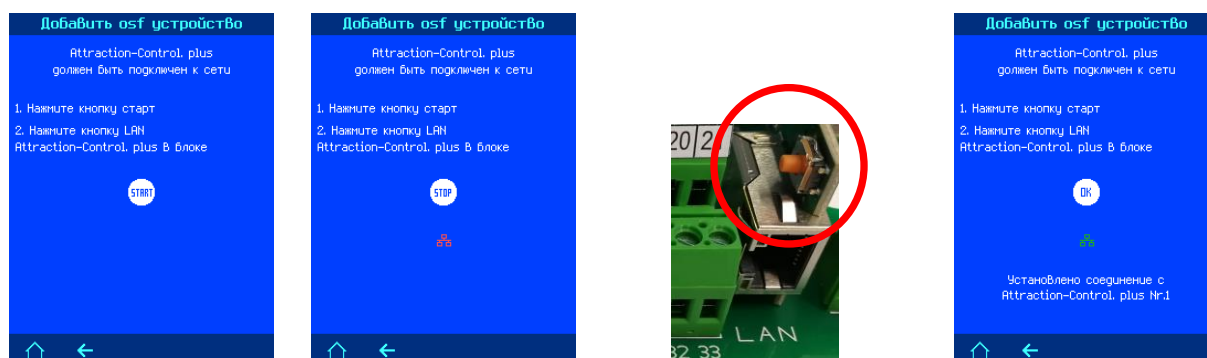 Добавить osf устройство
Attraction-Control. plus
должен быть подключен к сети
1. Нажмите кнопку старт
2. Нажмите кнопку LAN
Attraction-Control. plus В блоке
START
Добавить osf устройство
Attraction-Control. plus
должен быть подключен к сети
1. Нажмите кнопку старт
2. Нажмите кнопку LAN
Attraction-Control. plus В блоке
STOP
20
LAN
32 33
Добавить osf устройство
Attraction-Control. plus
должен быть подключен к сети
1. Нажмите кнопку старт
2. Нажмите кнопку LAN
Attraction-Control. plus В блоке
OK
Установлено соединение с
Attraction-Control. plus Nr.1